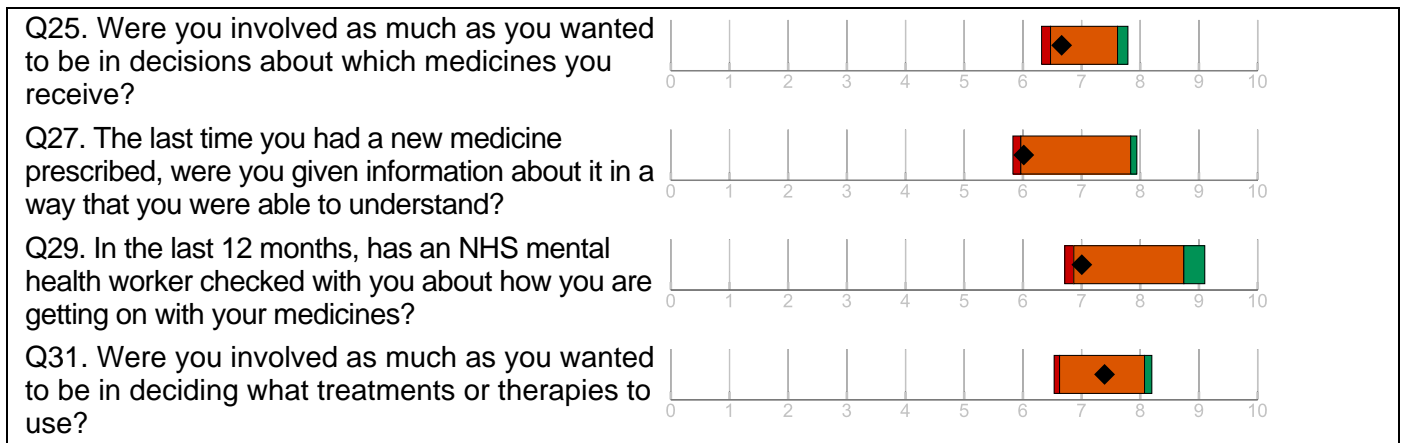 Q25. Were you involved as much as you wanted
to be in decisions about which medicines you
receive?
0 1 2 3 4 5 6 7 8 9 10
Q27. The last time you had a new medicine
prescribed, were you given information about it in a
way that you were able to understand?
0 1 2 3 4 5 6 7 8 9 10
Q29. In the last 12 months, has an NHS mental
health worker checked with you about how you are
getting on with your medicines?
0 1 2 3 4 5 6 7 8 9 10
Q31. Were you involved as much as you wanted
to be in deciding what treatments or therapies to
use?
0 1 2 3 4 5 6 7 8 9 10